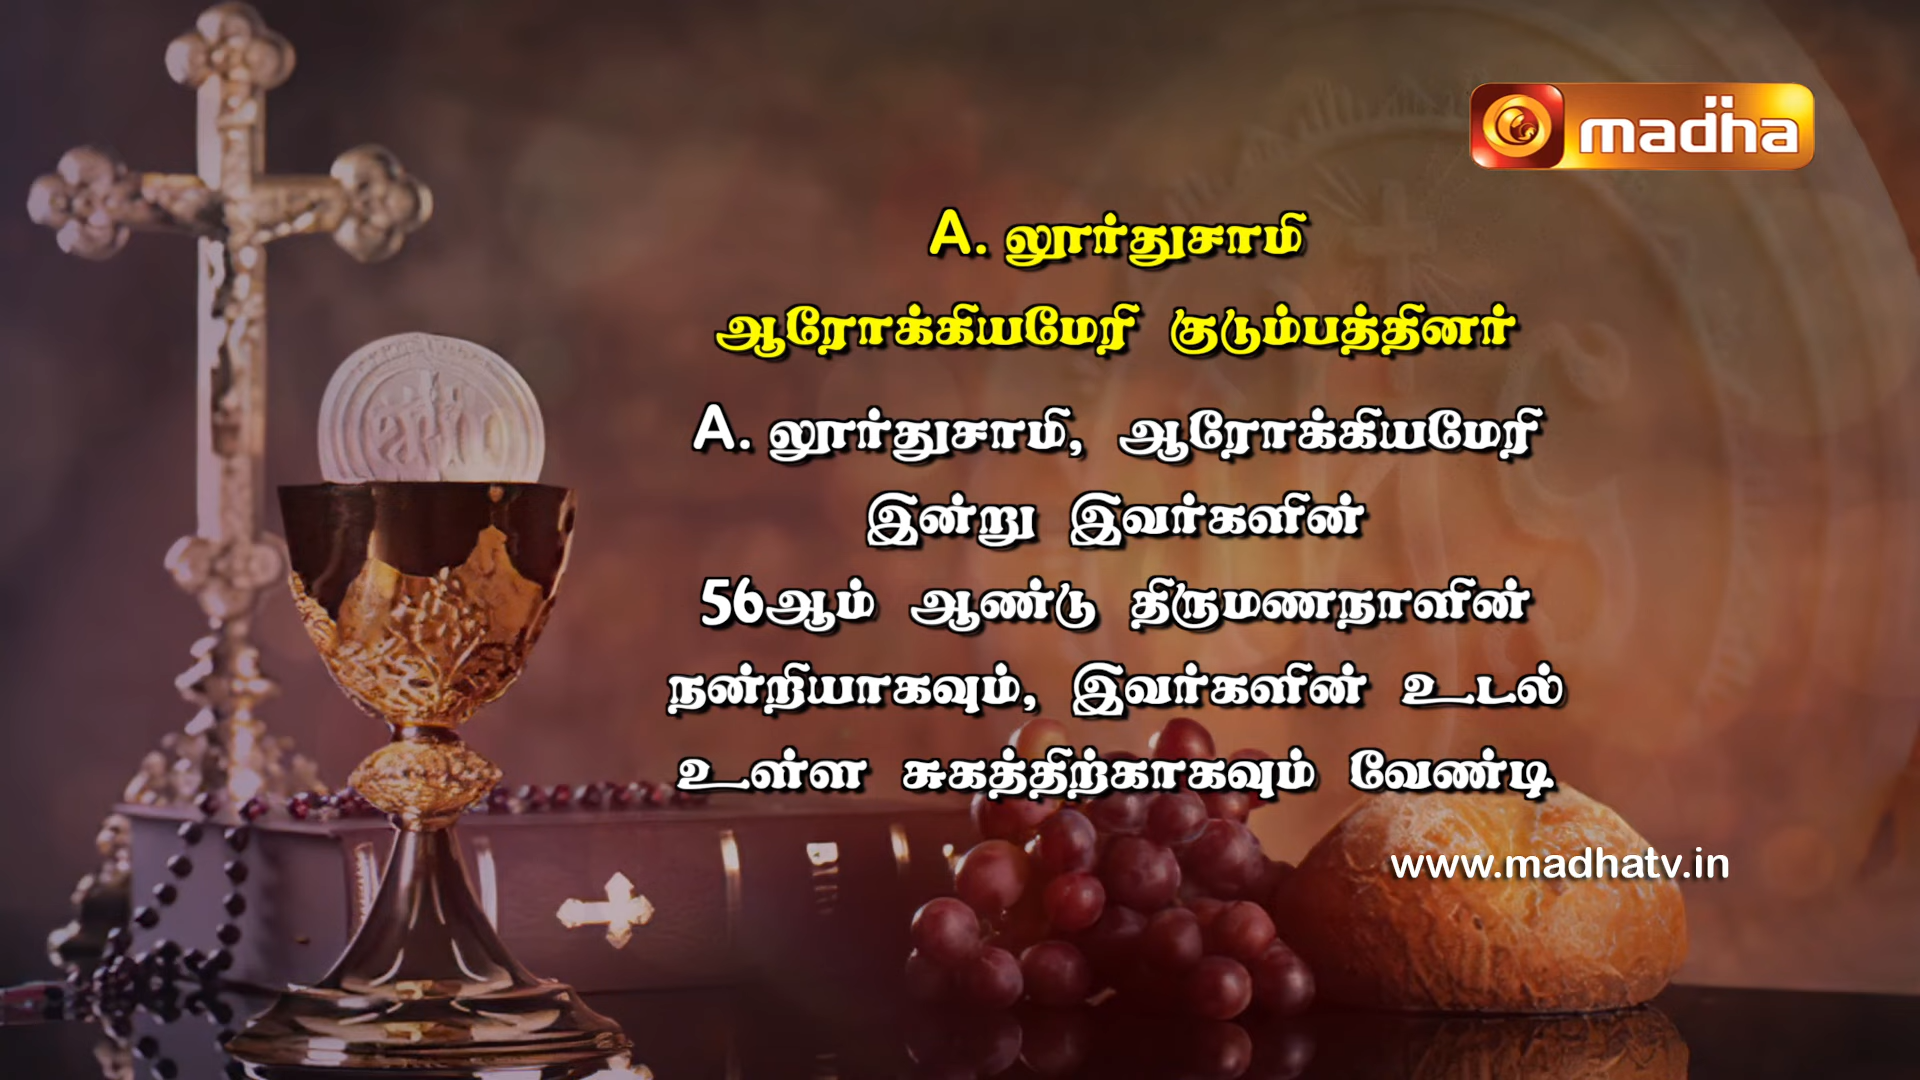 madha
A. லூர்துசாமி
ஆரோக்கியமேரி குடும்பத்தினர்
A. லூர்துசாமி, ஆரோக்கியமேரி
இன்று இவர்களின்
56ஆம் ஆண்டு திருமணநாளின்
நன்றியாகவும், இவர்களின் உடல்
உள்ள சுகத்திற்காகவும் வேண்டி
www.madhatv.in